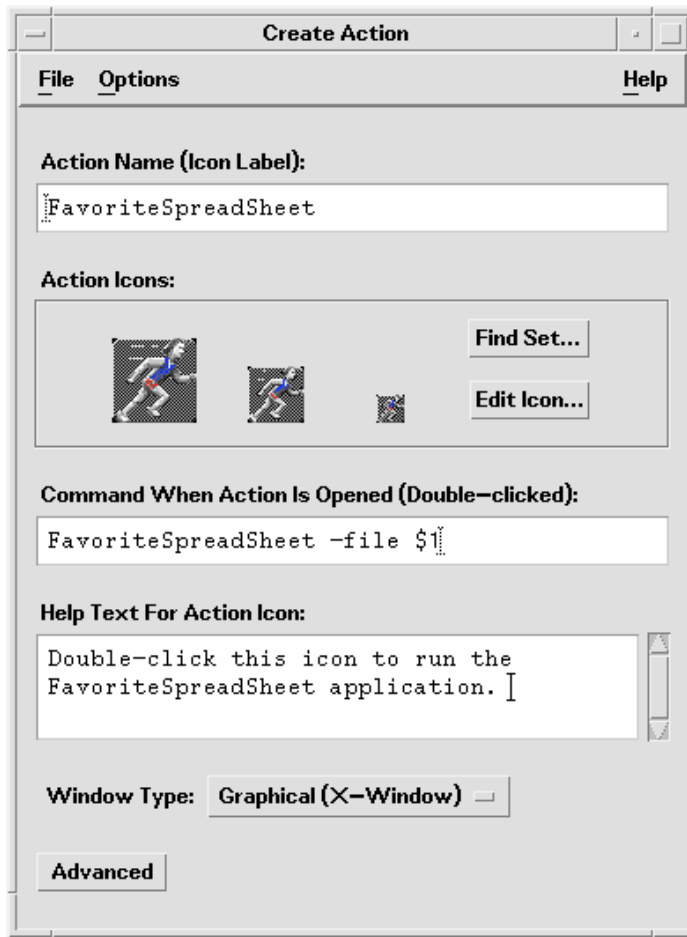 Create Action
File Options Help
Action Name (Icon Label):
FavoriteSpreadSheet
Action Icons:
Find Set...
Edit Icon...
Command When Action Is Opened (Double-clicked):
FavoriteSpreadSheet -file $1
Help Text For Action Icon:
Double-click this icon to run the
FavoriteSpreadSheet application.
Window Type: Graphical (X-Window)
Advanced